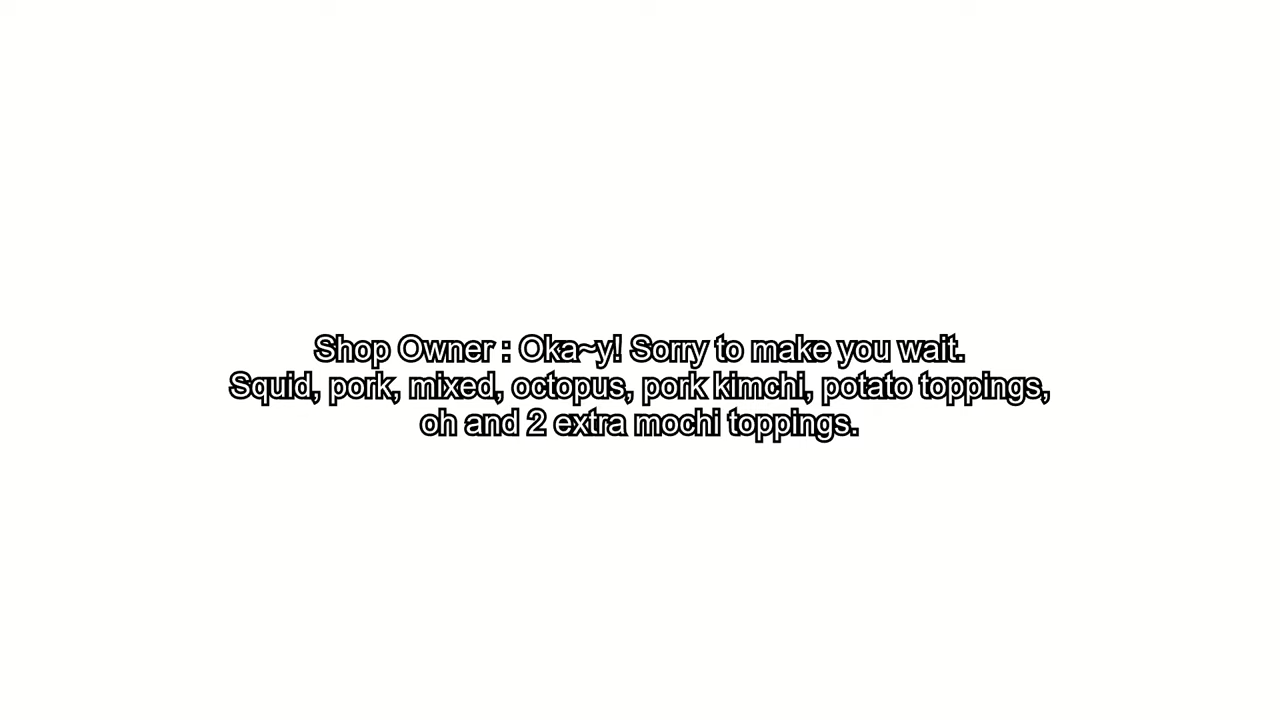 Shop Owner : Oka~y! Sorry to make you wait.
Squid, pork, mixed, octopus, pork kimchi, potato toppings,
oh and 2 extra mochi toppings.